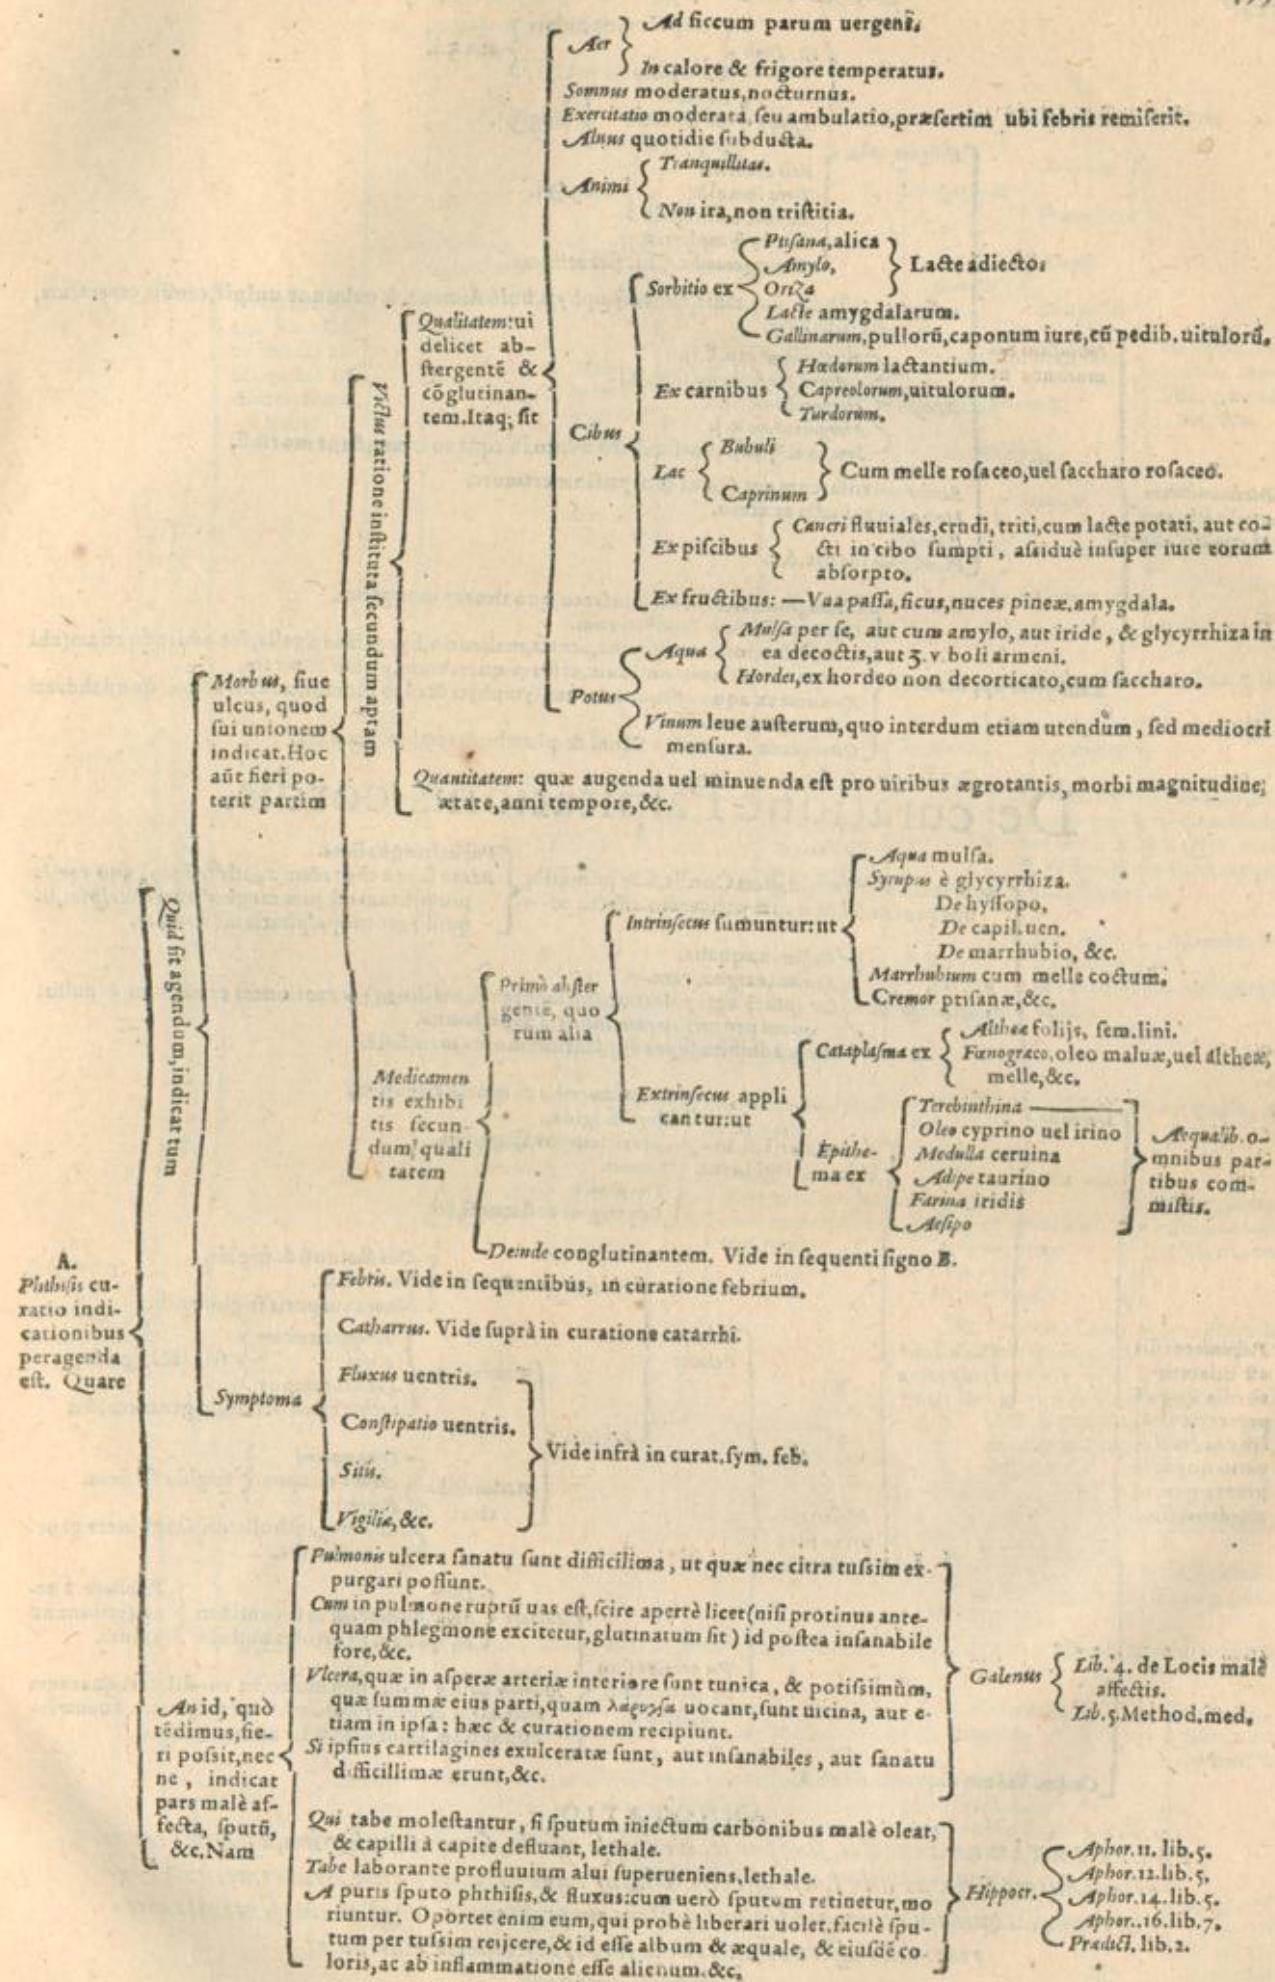 Ad siccum parum uergens.
Aer
In calore & frigore temperatus.
Somnus moderatus, nocturnus.
Exercitatio moderata seu ambulatio, præsertim ubi febris remiserit.
Aluus quotidie subducta.
Tranquillitas.
Animi
Non ira, non tristitia.
Ptisana, alica
Amylo,
Oriza
Lacte adiecto:
Sorbitio ex
Lacte amygdalarum.
Gallinarum, pullorū, caponum iure, cū pedib. uitulorū.
Qualitatem: ui
delicet ab-
stergentē &
cōglutinan-
tem. Itaq; sit
Cibus
Ex carnibus
Hœdorum lactantium.
Capreolorum, uitulorum.
Turdorum.
Lac
Bubuli
Caprinum
Cum melle rosaceo, uel saccharo rosaceo.
Ex piscibus
Cancri fluuiales, crudi, triti, cum lacte potati, aut co-
cti in cibo sumpti, assiduè insuper iure eorum
absorpto.
Ex fructibus: — Vua passa, ficus, nuces pineæ, amygdala.
Potus
Aqua
Mulsa per se, aut cum amylo, aut iride, & glycyrrhiza in
ea decoctis, aut ʒ. v boli armeni.
Hordei, ex hordeo non decorticato, cum saccharo.
Vinum leue austerum, quo interdum etiam utendum, sed mediocri
mensura.
Victus ratione instituta secundum aptam
Quantitatem: quæ augenda uel minuenda est pro uiribus ægrotantis, morbi magnitudine,
ætate, anni tempore, &c.
Morbus, siue
ulcus, quod
sui unionem
indicat. Hoc
aūt fieri po-
terit partim
Quid sit agendum, indicat tum
Medicamen
tis exhibi
tis secun
dum quali
tatem
Primò abster
gentē, quo
rum alia
Intrinsecus sumuntur: ut
Aqua mulsa.
Syrupus è glycyrrhiza.
De hyssopo,
De capil. uen.
De marrhubio, &c.
Marrhubium cum melle coctum.
Cremor ptisanæ, &c.
Extrinsecus appli
cantur: ut
Cataplasma ex
Altheæ folijs, sem. lini.
Fœnogræco, oleo maluæ, uel altheæ,
melle, &c.
Epithe-
ma ex
Terebinthina
Oleo cyprino uel irino
Medulla ceruina
Adipe taurino
Farina iridis
Aesipo
Aequalib. o-
mnibus par-
tibus com-
mistis.
Deinde conglutinantem. Vide in sequenti signo B.
A.
Phthisis cu-
ratio indi-
cationibus
peragenda
est. Quare
Symptoma
Febris. Vide in sequentibus, in curatione febrium.
Catharrus. Vide suprà in curatione catarrhi.
Fluxus uentris.
Constipatio uentris.
Sitis.
Vigiliæ, &c.
Vide infrà in curat. sym. feb.
An id, quò
tēdimus, fie-
ri possit, nec
ne, indicat
pars malè af-
fecta, sputū,
&c. Nam
Pulmonis ulcera sanatu sunt difficilima, ut quæ nec citra tussim ex-
purgari possunt.
Cum in pulmone ruptū uas est, scire apertè licet (nisi protinus ante-
quam phlegmone excitetur, glutinatum sit) id postea insanabile
fore, &c.
Vlcera, quæ in asperæ arteriæ interiore sunt tunica, & potissimùm,
quæ summæ eius parti, quam λάρυγγα uocant, sunt uicina, aut e-
tiam in ipsa: hæc & curationem recipiunt.
Si ipsius cartilagines exulceratæ sunt, aut insanabiles, aut sanatu
difficillimæ erunt, &c.
Galenus
Lib. 4. de Locis malè
affectis.
Lib. 5. Method. med.
Qui tabe molestantur, si sputum iniectum carbonibus malè oleat,
& capilli à capite defluant, lethale.
Tabe laborante profluuium alui superueniens, lethale.
A puris sputo phthisis, & fluxus: cum uerò sputum retinetur, mo
riuntur. Oportet enim eum, qui probè liberari uolet, facilè spu-
tum per tussim reijcere, & id esse album & æquale, & eiusdē co
loris, ac ab inflammatione esse alienum. &c.
Hippocr.
Aphor. 11. lib. 5.
Aphor. 12. lib. 5.
Aphor. 14. lib. 5.
Aphor. 16. lib. 7.
Prædict. lib. 2.